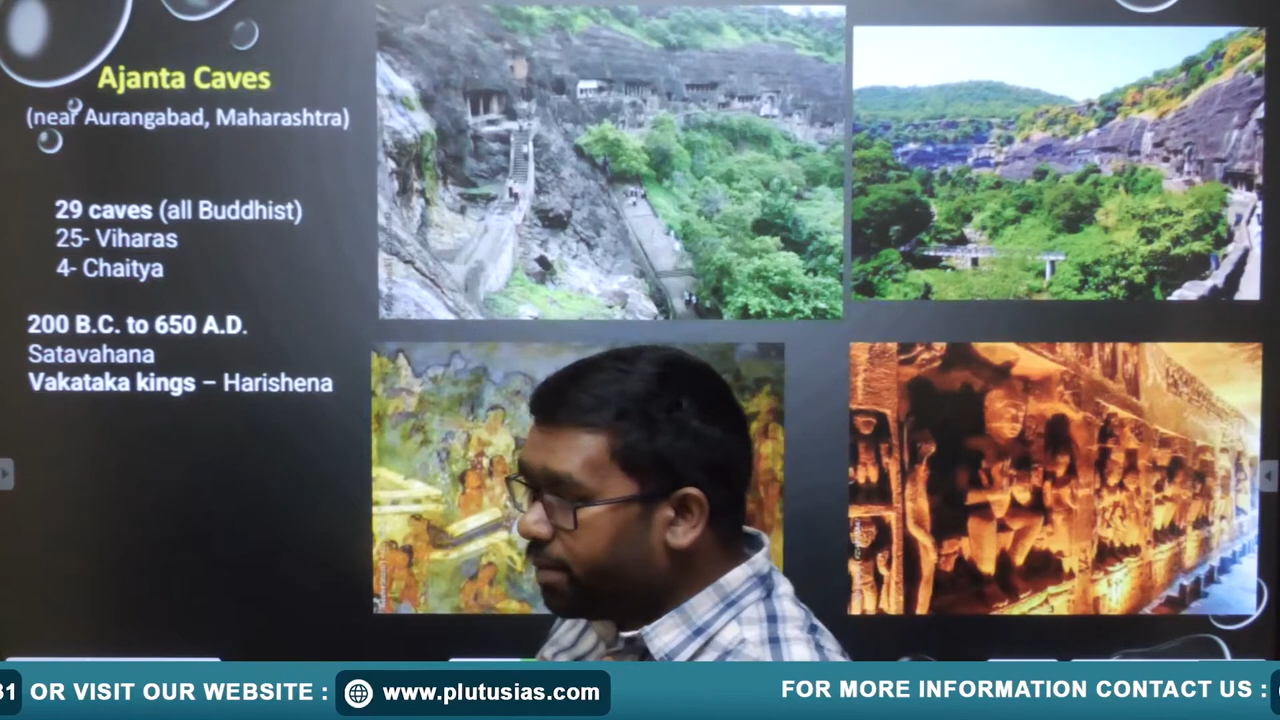 Ajanta Caves
(near Aurangabad, Maharashtra)
29 caves (all Buddhist)
25- Viharas
4- Chaitya
200 B.C. to 650 A.D.
Satavahana
Vakataka kings – Harishena
31 OR VISIT OUR WEBSITE : www.plutusias.com FOR MORE INFORMATION CONTACT US :